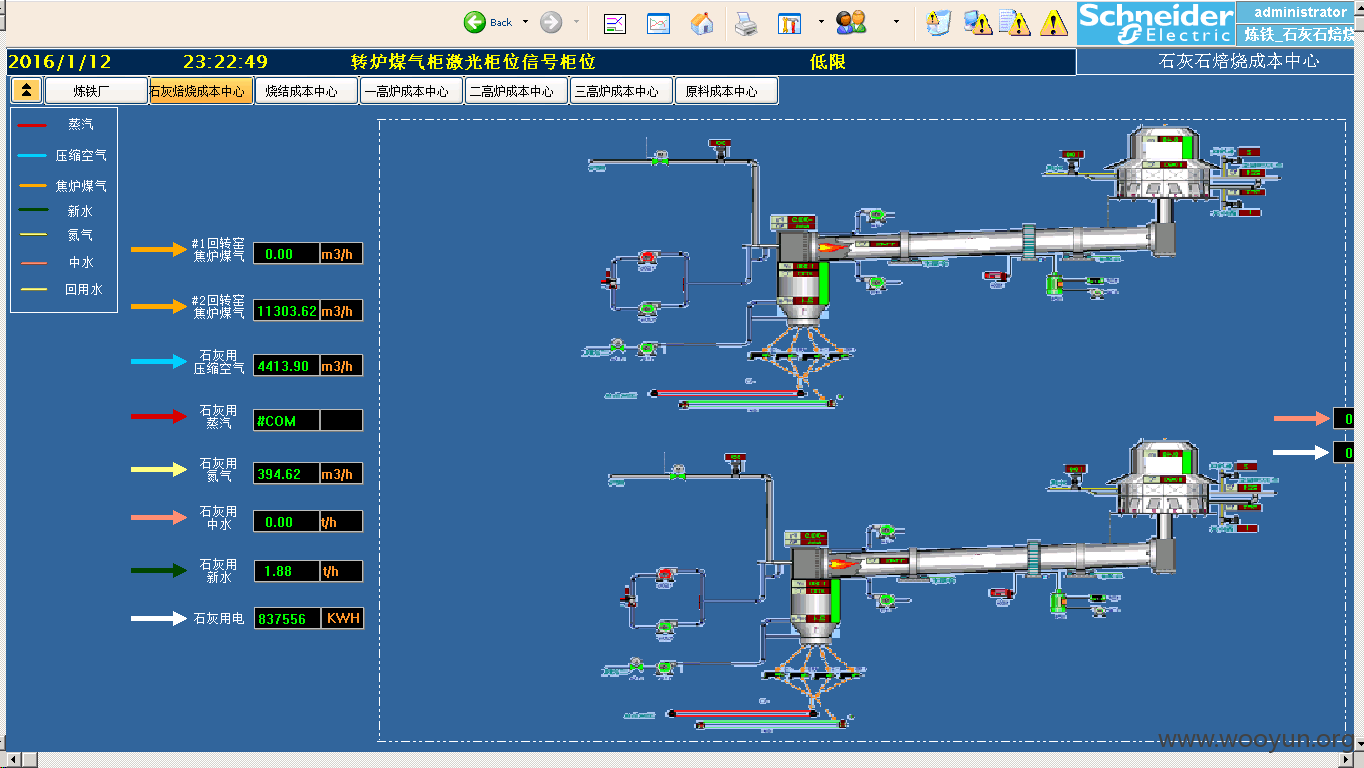 Back
Schneider
Electric
administrator
炼铁_石灰石焙烧
2016/1/12 23:22:49 转炉煤气柜激光柜位信号柜位 低限
石灰石焙烧成本中心
炼铁厂 石灰焙烧成本中心 烧结成本中心 一高炉成本中心 二高炉成本中心 三高炉成本中心 原料成本中心
蒸汽
压缩空气
焦炉煤气
新水
氮气
中水
回用水
#1回转窑
焦炉煤气 0.00 m3/h
#2回转窑
焦炉煤气 11303.62 m3/h
石灰用
压缩空气 4413.90 m3/h
石灰用
蒸汽 #COM
石灰用
氮气 394.62 m3/h
石灰用
中水 0.00 t/h
石灰用
新水 1.88 t/h
石灰用电 837556 KWH
0
0
www.wooyun.org